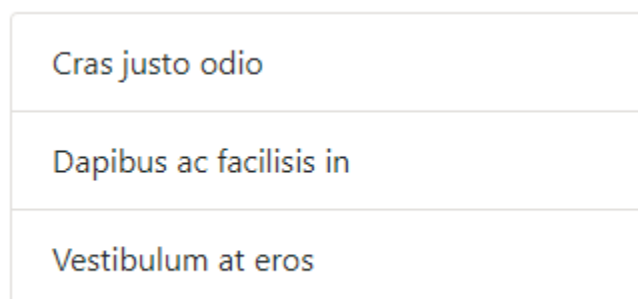 Cras justo odio
Dapibus ac facilisis in
Vestibulum at eros